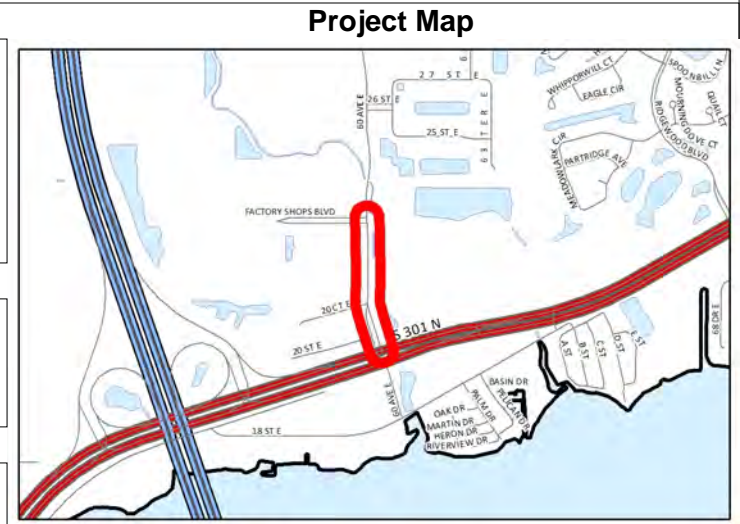 Project Map
27 ST E
26 ST E
60 AVE E
25 ST E
63 TER E
WHIPPORWILL CT
EAGLE CIR
SPOONBILL LN
MOURNING DOVE CT
QUAIL CT
RIDGEWOOD BLVD
MEADOWLARK CIR
PARTRIDGE AVE
FACTORY SHOPS BLVD
20 CT E
S 301 N
20 ST E
60 AVE E
18 ST E
A ST
B ST
C ST
D ST
E ST
68 DR E
BASIN DR
PELICAN DR
PALM DR
OAK DR
MARTIN DR
HERON DR
RIVERVIEW DR